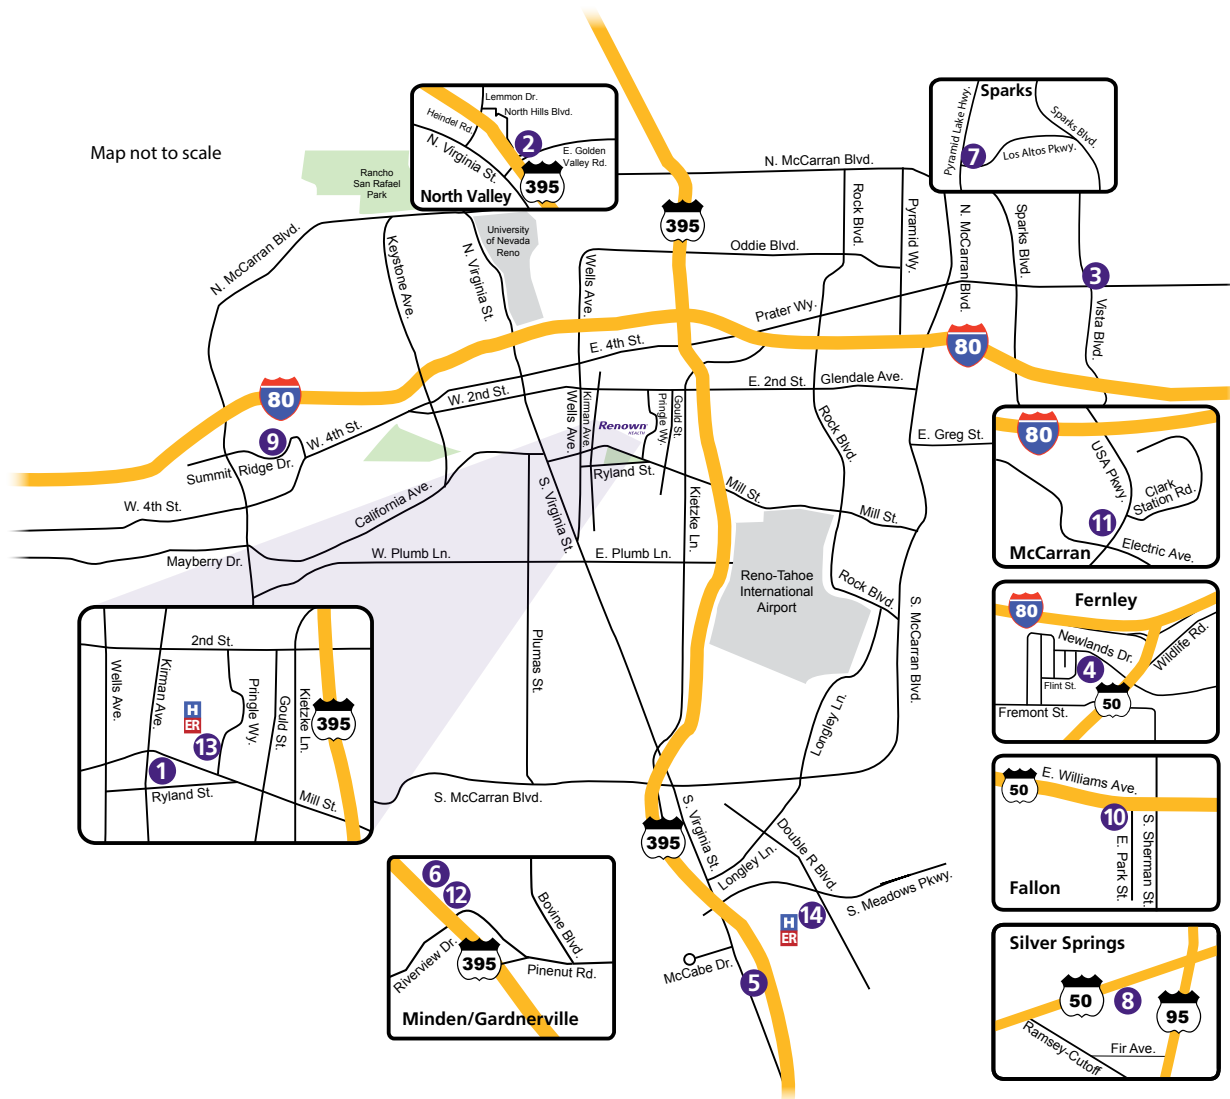 Map not to scale
Lemmon Dr.
North Hills Blvd.
Heindel Rd.
N. Virginia St.
2
E. Golden
Valley Rd.
395
North Valley
Rancho
San Rafael
Park
University
of Nevada
Reno
N. McCarran Blvd.
Keystone Ave.
N. Virginia St.
395
N. McCarran Blvd.
Oddie Blvd.
Wells Ave.
Rock Blvd.
Pyramid Wy.
Sparks
Pyramid Lake Hwy.
Sparks Blvd.
7
Los Altos Pkwy.
N. McCarran Blvd.
Sparks Blvd.
3
Vista Blvd.
Prater Wy.
E. 4th St.
80
80
E. 2nd St.
Glendale Ave.
W. 2nd St.
W. 4th St.
9
Summit Ridge Dr.
W. 4th St.
California Ave.
Mayberry Dr.
Wells Ave.
Kirman Ave.
Renown
HEALTH
Pringle Wy.
Gould St.
Ryland St.
Kietzke Ln.
Mill St.
Mill St.
Rock Blvd.
E. Greg St.
S. Virginia St.
W. Plumb Ln.
E. Plumb Ln.
Reno-Tahoe
International
Airport
Rock Blvd.
S. McCarran Blvd.
Plumas St.
Longley Ln.
80
USA Pkwy.
Clark
Station Rd.
11
McCarran
Electric Ave.
80
Fernley
Newlands Dr.
Wildlife Rd.
4
Flint St.
50
Fremont St.
2nd St.
Wells Ave.
Kirman Ave.
Pringle Wy.
Gould St.
Kietzke Ln.
H
ER
13
395
1
Ryland St.
Mill St.
S. McCarran Blvd.
395
S. Virginia St.
Longley Ln.
Double R Blvd.
S. Meadows Pkwy.
H
ER
14
McCabe Dr.
5
50
E. Williams Ave.
10
E. Park St.
S. Sherman St.
Fallon
6
12
Bovine Blvd.
Riverview Dr.
395
Pinenut Rd.
Minden/Gardnerville
Silver Springs
50
8
95
Ramsey-Cutoff
Fir Ave.